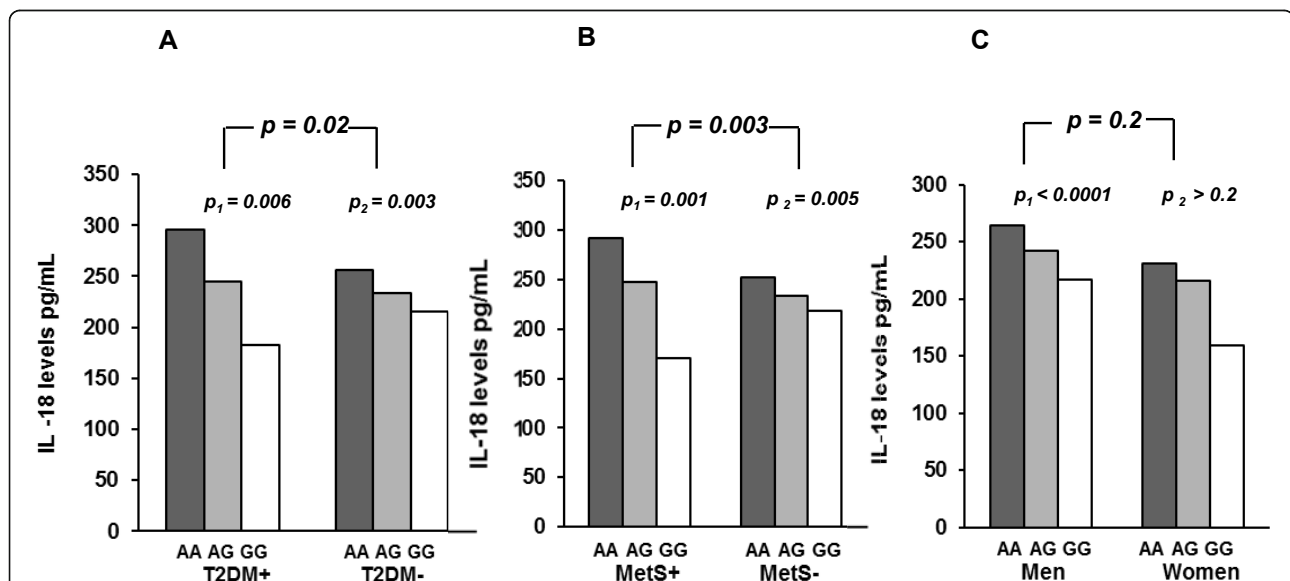 A
p = 0.02
p1 = 0.006 p2 = 0.003
IL -18 levels pg/mL
350
300
250
200
150
100
50
0
AA AG GG AA AG GG
T2DM+ T2DM-
B
p = 0.003
p1 = 0.001 p 2 = 0.005
IL-18 levels pg/mL
350
300
250
200
150
100
50
0
AA AG GG AA AG GG
MetS+ MetS-
C
p = 0.2
p1 < 0.0001 p 2 > 0.2
IL-18 levels pg/mL
300
250
200
150
100
50
0
AA AG GG AA AG GG
Men Women